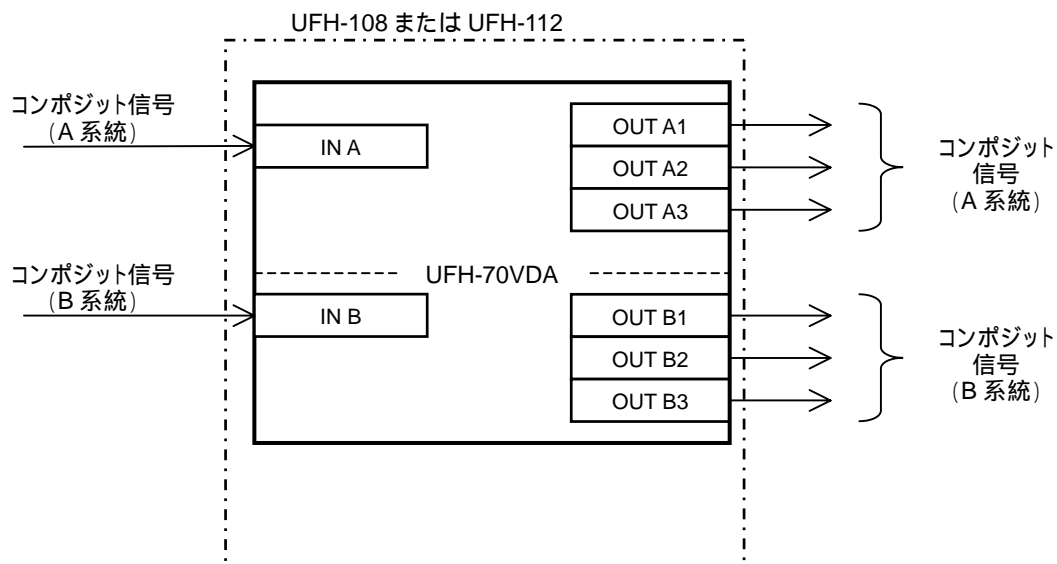 UFH-108 または UFH-112
コンポジット信号
(A 系統)
IN A
OUT A1
OUT A2
OUT A3
コンポジット
信号
(A 系統)
UFH-70VDA
コンポジット信号
(B 系統)
IN B
OUT B1
OUT B2
OUT B3
コンポジット
信号
(B 系統)